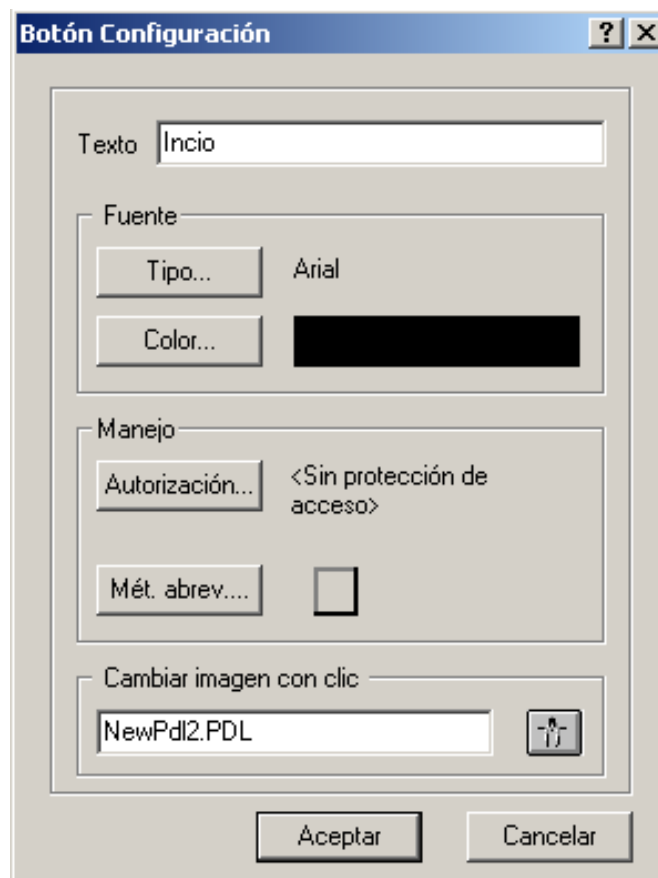 Botón Configuración
Texto Incio
Fuente
Tipo... Arial
Color...
Manejo
Autorización... <Sin protección de
acceso>
Mét. abrev....
Cambiar imagen con clic
NewPdl2.PDL
Aceptar Cancelar